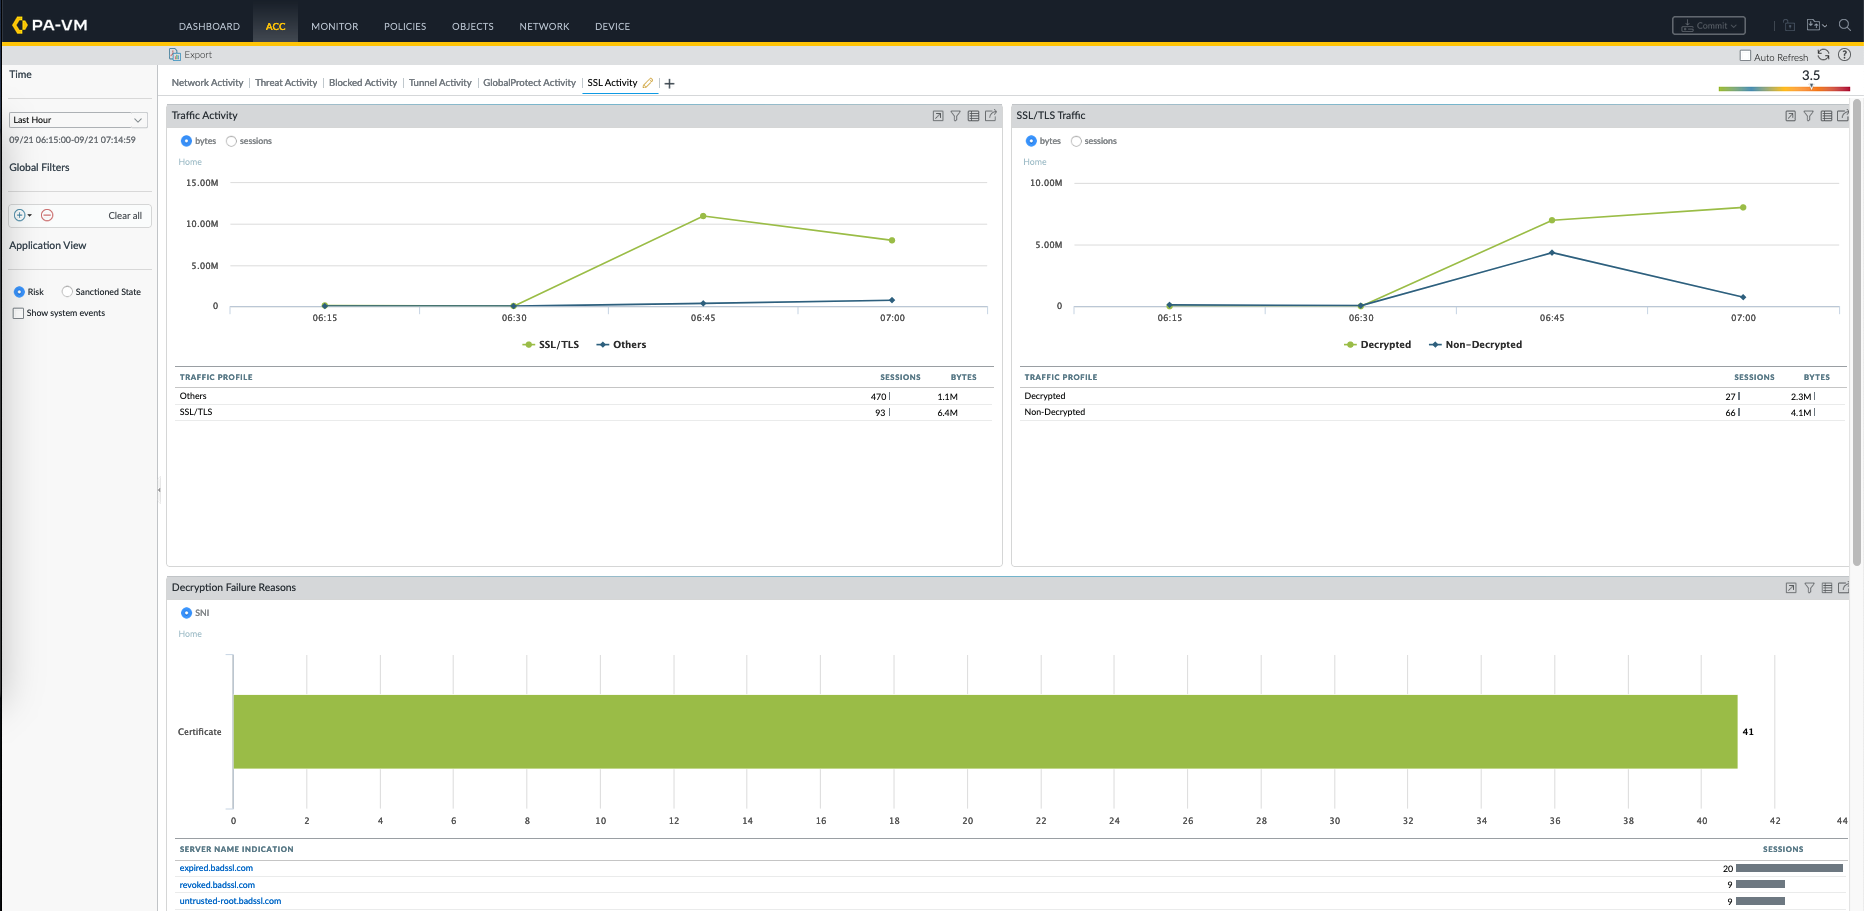 PA-VM
DASHBOARD ACC MONITOR POLICIES OBJECTS NETWORK DEVICE Commit
Export Auto Refresh
Time
3.5
Network Activity Threat Activity Blocked Activity Tunnel Activity GlobalProtect Activity SSL Activity
Last Hour
09/21 06:15:00-09/21 07:14:59
Global Filters
Clear all
Application View
Risk Sanctioned State
Show system events
Traffic Activity
bytes sessions
Home
15.00M
10.00M
5.00M
0
06:15 06:30 06:45 07:00
SSL/TLS Others
TRAFFIC PROFILE SESSIONS BYTES
Others 470 1.1M
SSL/TLS 93 6.4M
SSL/TLS Traffic
bytes sessions
Home
10.00M
5.00M
0
06:15 06:30 06:45 07:00
Decrypted Non-Decrypted
TRAFFIC PROFILE SESSIONS BYTES
Decrypted 27 2.3M
Non-Decrypted 66 4.1M
Decryption Failure Reasons
SNI
Home
Certificate 41
0 2 4 6 8 10 12 14 16 18 20 22 24 26 28 30 32 34 36 38 40 42 44
SERVER NAME INDICATION SESSIONS
expired.badssl.com 20
revoked.badssl.com 9
untrusted-root.badssl.com 9